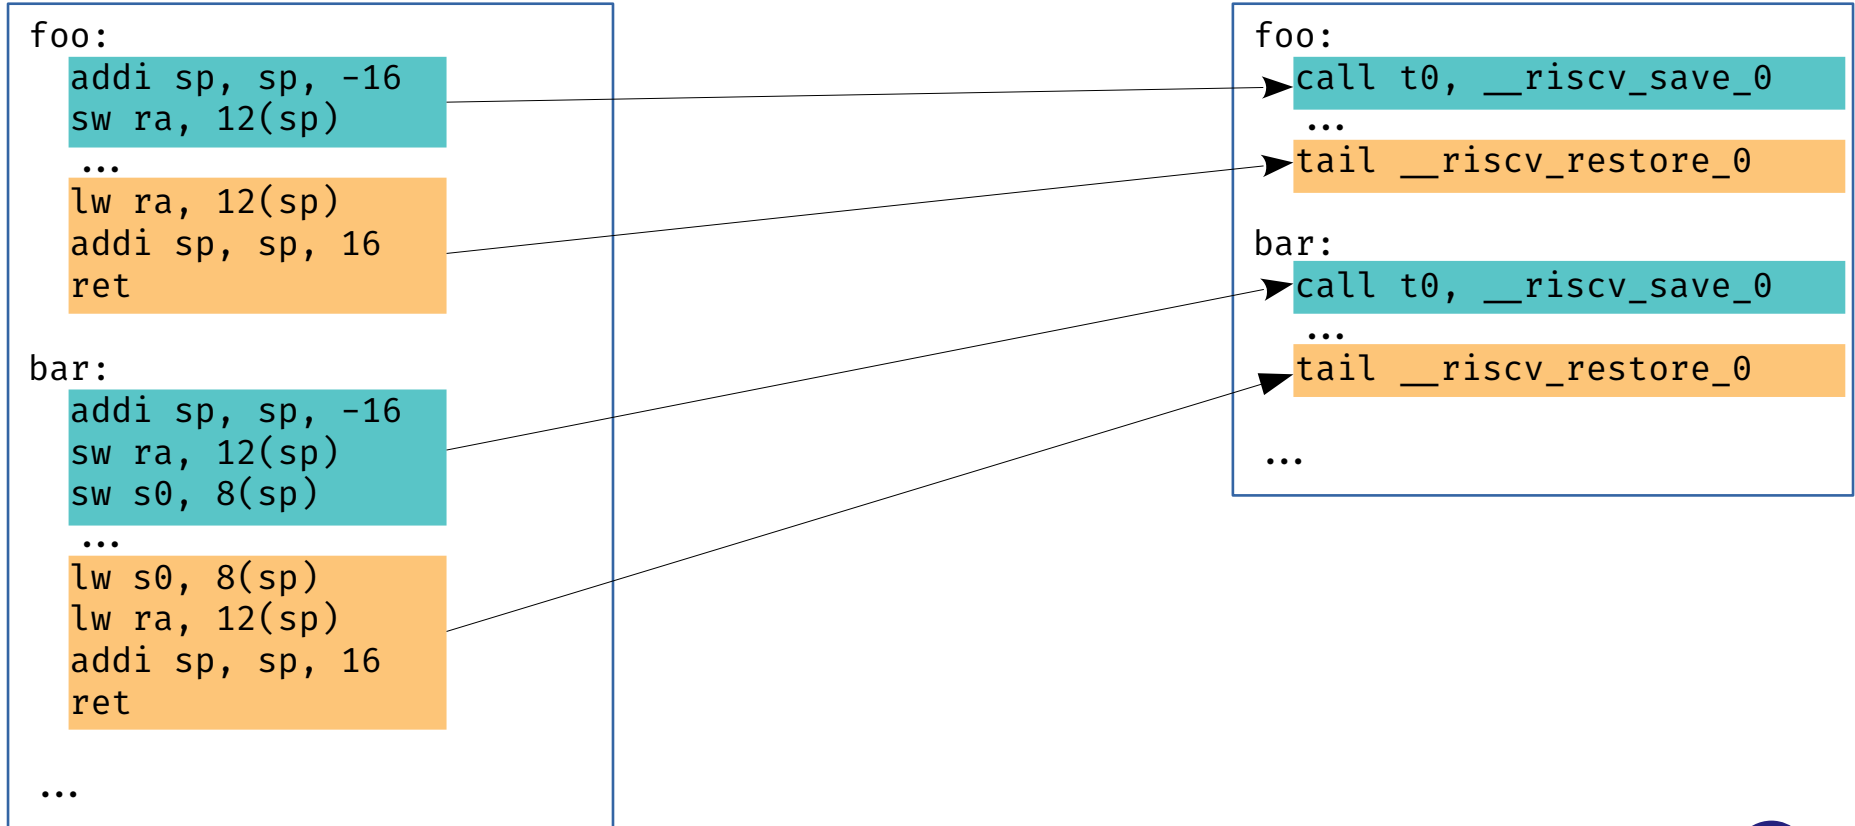 foo:
addi sp, sp, -16
sw ra, 12(sp)
...
lw ra, 12(sp)
addi sp, sp, 16
ret
bar:
addi sp, sp, -16
sw ra, 12(sp)
sw s0, 8(sp)
...
lw s0, 8(sp)
lw ra, 12(sp)
addi sp, sp, 16
ret
...
foo:
call t0, __riscv_save_0
...
tail __riscv_restore_0
bar:
call t0, __riscv_save_0
...
tail __riscv_restore_0
...